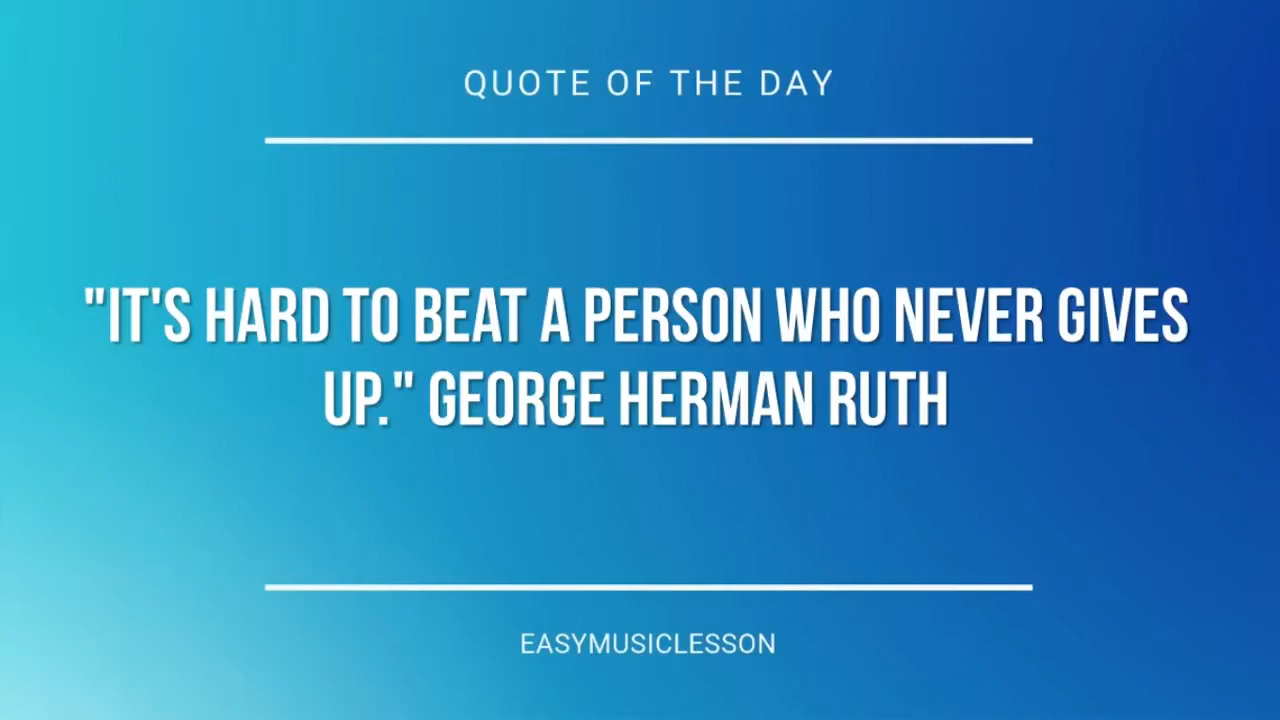 QUOTE OF THE DAY
"IT'S HARD TO BEAT A PERSON WHO NEVER GIVES
UP." GEORGE HERMAN RUTH
EASYMUSICLESSON